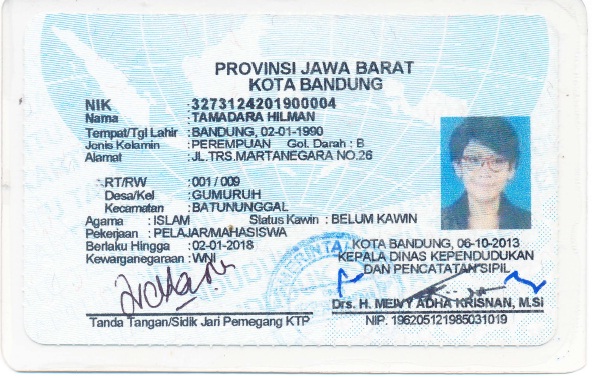 PROVINSI JAWA BARAT
KOTA BANDUNG
NIK : 3273124201900004
Nama : TAMADARA HILMAN
Tempat/Tgl Lahir : BANDUNG, 02-01-1990
Jenis Kelamin : PEREMPUAN Gol. Darah : B
Alamat : JL.TRS.MARTANEGARA NO.26
RT/RW : 001 / 009
Desa/Kel : GUMURUH
Kecamatan : BATUNUNGGAL
Agama : ISLAM Status Kawin : BELUM KAWIN
Pekerjaan : PELAJAR/MAHASISWA
Berlaku Hingga : 02-01-2018
Kewarganegaraan : WNI
KOTA BANDUNG, 06-10-2013
KEPALA DINAS KEPENDUDUKAN
DAN PENCATATAN SIPIL
Drs. H. MEIVY ADHA KRISNAN, M.Si
NIP. 196205121985031019
Tanda Tangan/Sidik Jari Pemegang KTP